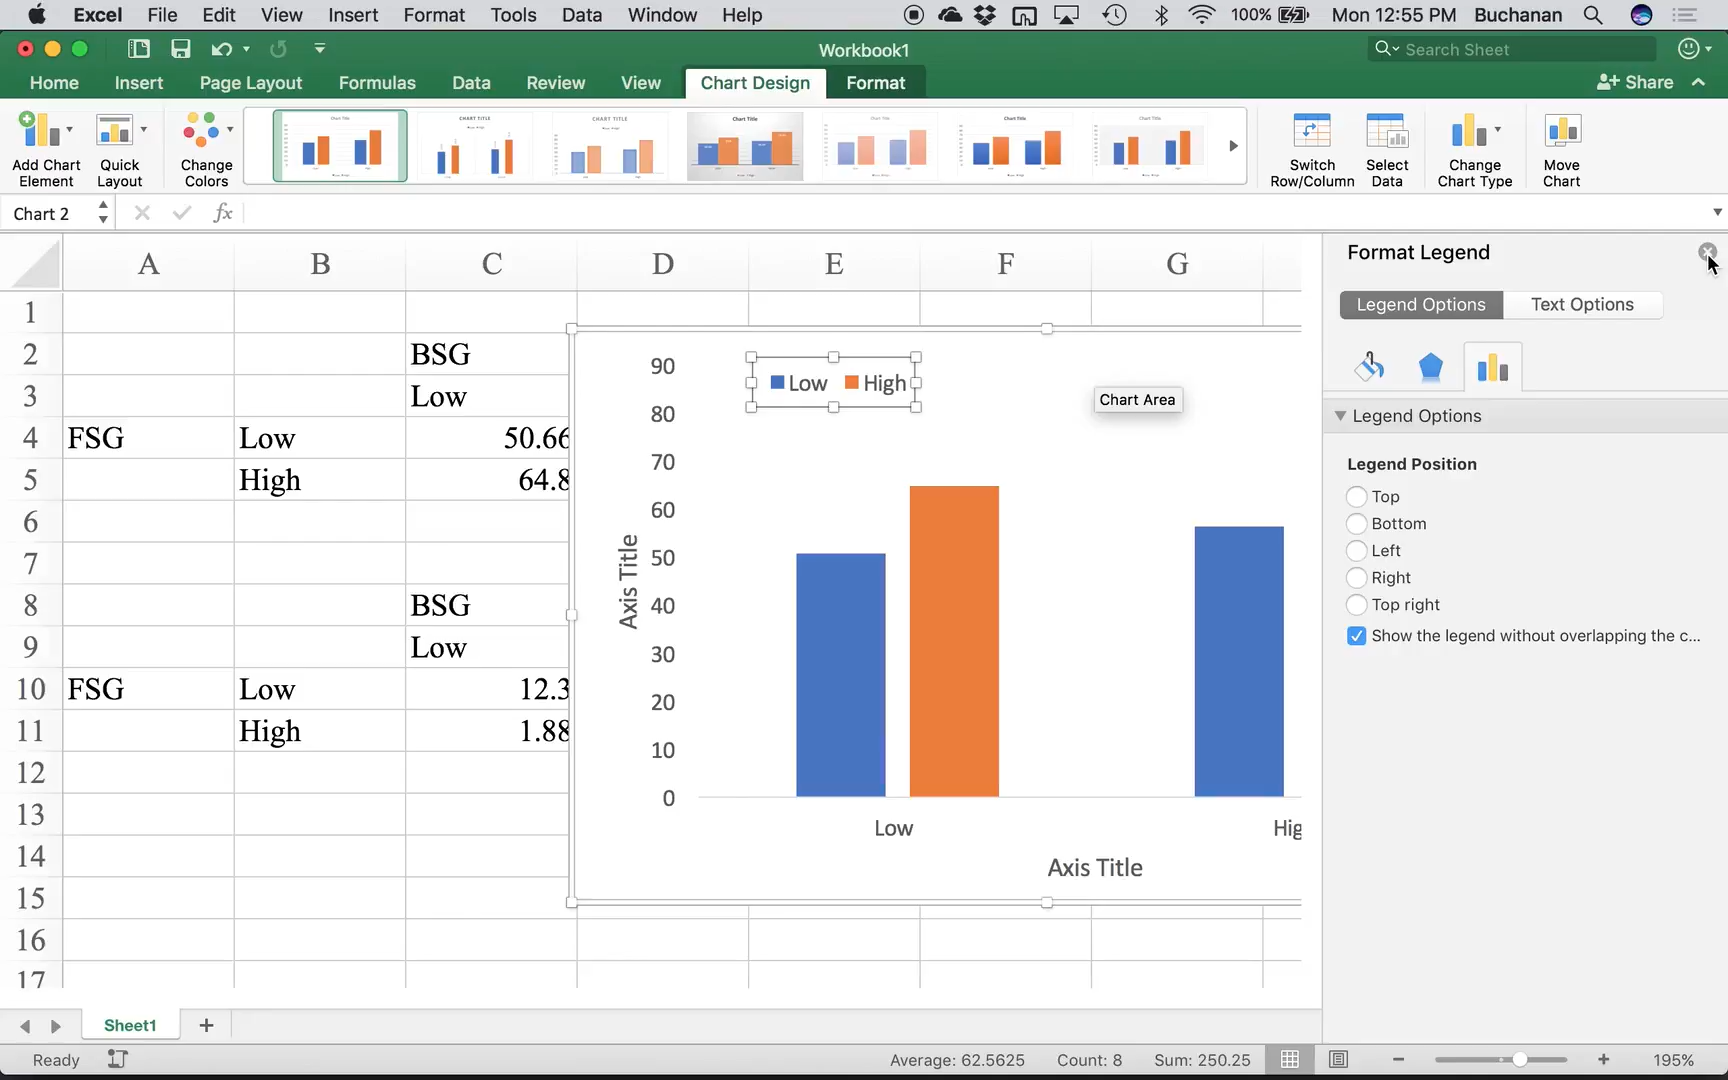 Excel File Edit View Insert Format Tools Data Window Help 100% Mon 12:55 PM Buchanan
Workbook1
Search Sheet
Home Insert Page Layout Formulas Data Review View Chart Design Format Share
Add Chart Element
Quick Layout
Change Colors
Switch Row/Column
Select Data
Change Chart Type
Move Chart
Chart 2 fx
A B C D E F G
1
2 BSG
3 Low
4 FSG Low 50.66
5 High 64.8
6
7
8 BSG
9 Low
10 FSG Low 12.3
11 High 1.88
12
13
14
15
16
17
90
80
70
60
50
40
30
20
10
0
Low High
Chart Area
Axis Title
Low Hig
Axis Title
Format Legend
Legend Options Text Options
Legend Options
Legend Position
Top
Bottom
Left
Right
Top right
Show the legend without overlapping the c...
Sheet1
Ready Average: 62.5625 Count: 8 Sum: 250.25 195%